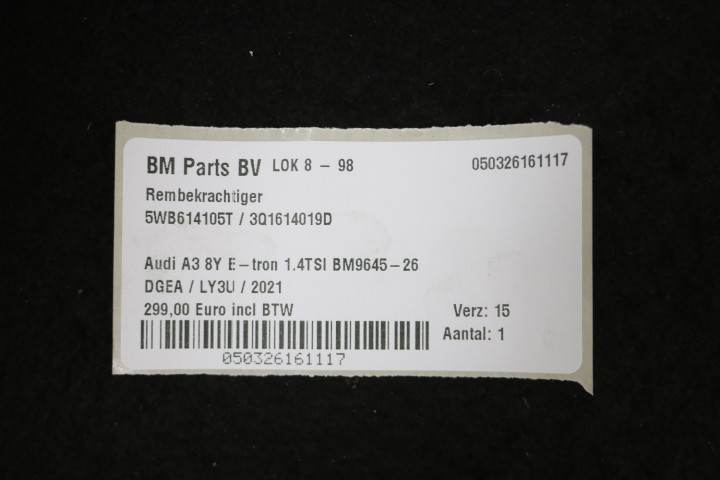 BM Parts BV LOK 8 - 98 050326161117
Rembekrachtiger
5WB614105T / 3Q1614019D
Audi A3 8Y E-tron 1.4TSI BM9645-26
DGEA / LY3U / 2021
299,00 Euro incl BTW Verz: 15
Aantal: 1
050326161117